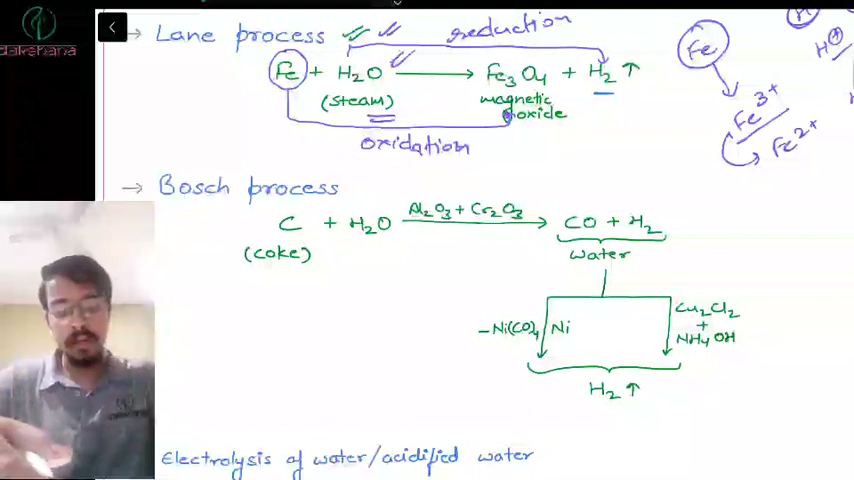 dakshana
→ Lane process
reduction
Fe + H2O → Fe3O4 + H2 ↑
(steam)
magnetic oxide
oxidation
Fe
Fe3+
Fe2+
H⊕
→ Bosch process
C + H2O Al2O3 + Cr2O3 → CO + H2
(coke)
water
-Ni(CO)4 Ni
Cu2Cl2
+
NH4OH
H2 ↑
Electrolysis of water/acidified water